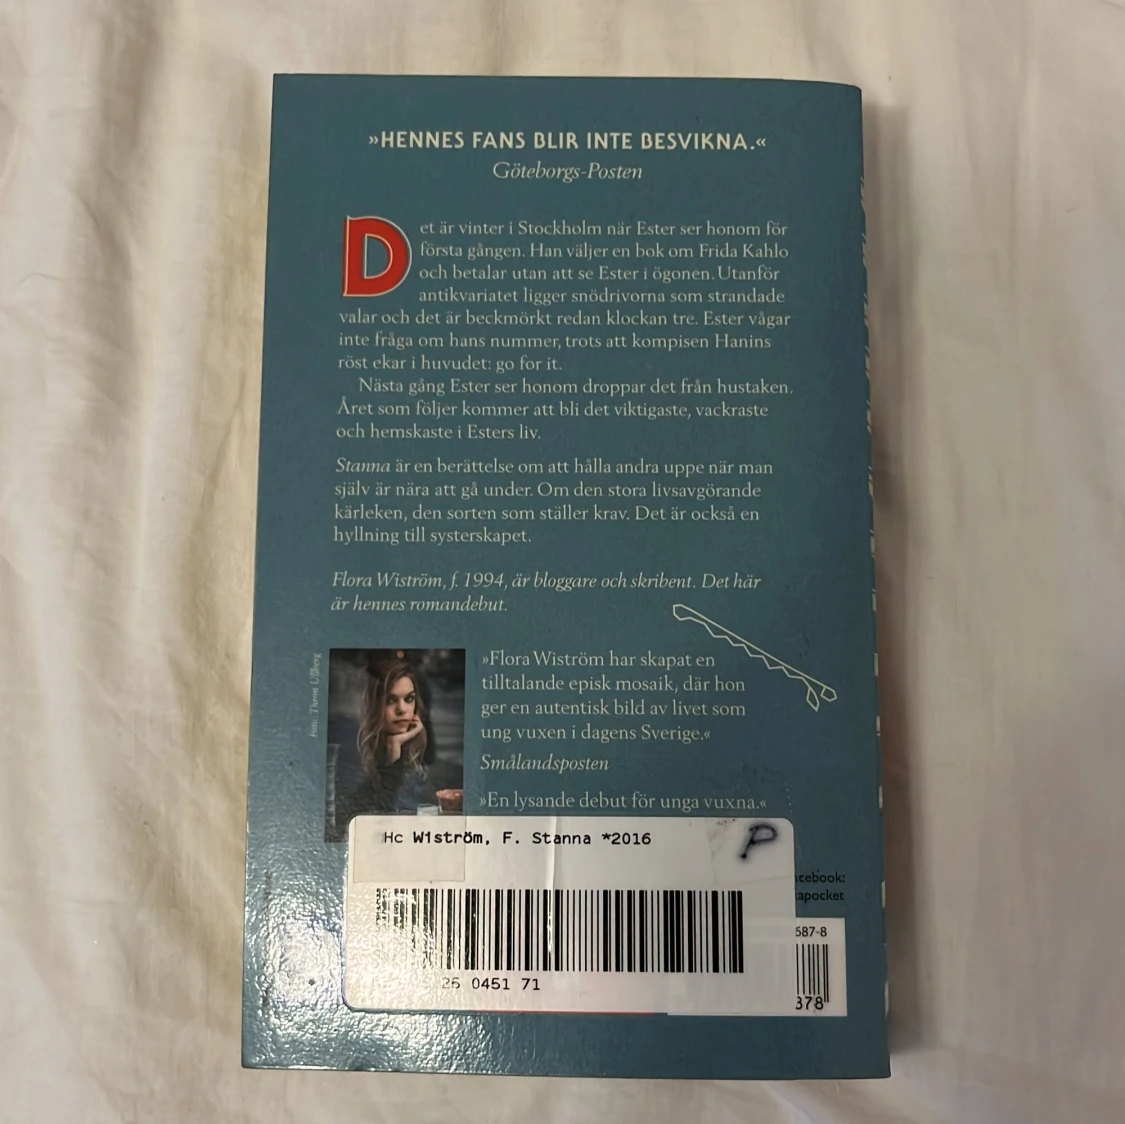 »HENNES FANS BLIR INTE BESVIKNA.«
Göteborgs-Posten
Det är vinter i Stockholm när Ester ser honom för
första gången. Han väljer en bok om Frida Kahlo
och betalar utan att se Ester i ögonen. Utanför
antikvariatet ligger snödrivorna som strandade
valar och det är beckmörkt redan klockan tre. Ester vågar
inte fråga om hans nummer, trots att kompisen Hanins
röst ekar i huvudet: go for it.
Nästa gång Ester ser honom droppar det från hustaken.
Året som följer kommer att bli det viktigaste, vackraste
och hemskaste i Esters liv.
Stanna är en berättelse om att hålla andra uppe när man
själv är nära att gå under. Om den stora livsavgörande
kärleken, den sorten som ställer krav. Det är också en
hyllning till systerskapet.
Flora Wiström, f. 1994, är bloggare och skribent. Det här
är hennes romandebut.
»Flora Wiström har skapat en
tilltalande episk mosaik, där hon
ger en autentisk bild av livet som
ung vuxen i dagens Sverige.«
Smålandsposten
»En lysande debut för unga vuxna.«
Foto:
Hc Wiström, F. Stanna *2016
P
cebook:
apocket
687-8
25 0451 71
378